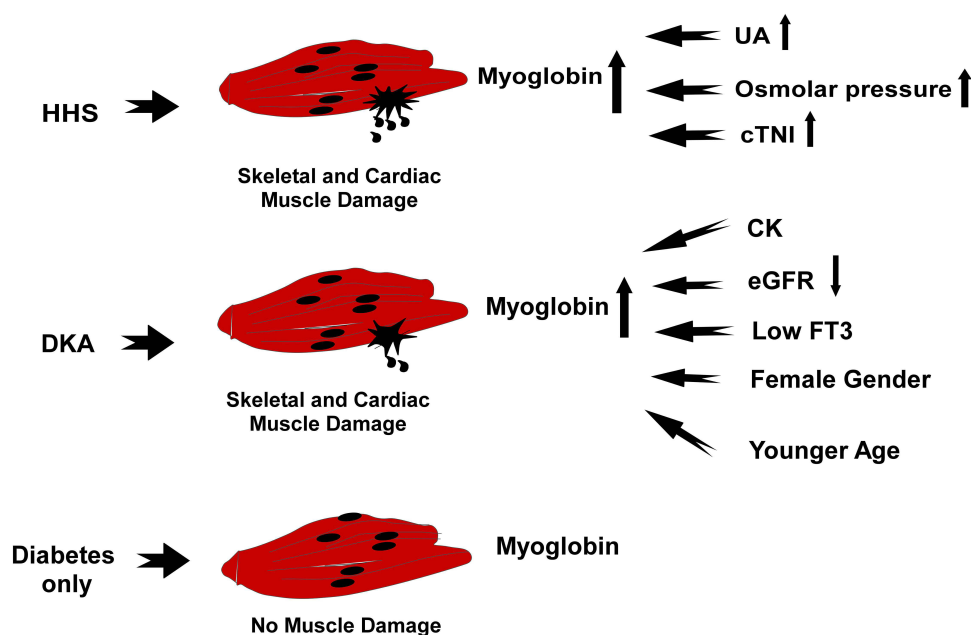 HHS
Skeletal and Cardiac
Muscle Damage
Myoglobin
UA
Osmolar pressure
cTNI
DKA
Skeletal and Cardiac
Muscle Damage
Myoglobin
CK
eGFR
Low FT3
Female Gender
Younger Age
Diabetes
only
No Muscle Damage
Myoglobin